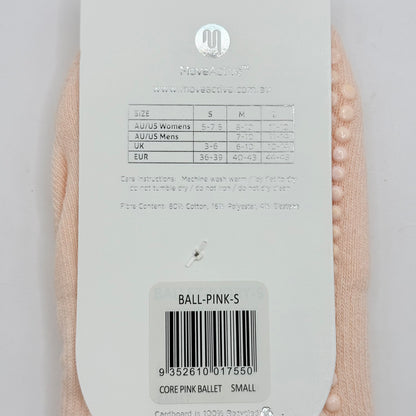 MoveActive™
www.moveactive.com.au
SIZE S M L
AU/US Womens 5-7.5 8-10
AU/US Mens 7-10
UK 3-6 6-10
EUR 36-39 40-43
Care Instructions: Machine wash warm / lay flat to dry
do not tumble dry / do not iron / do not dry clean
Fibre Content: 80% Cotton, 16% Polyester, 4% Elastane
BALL-PINK-S
9 352610 017550
CORE PINK BALLET SMALL
Cardboard is 100% Recycled